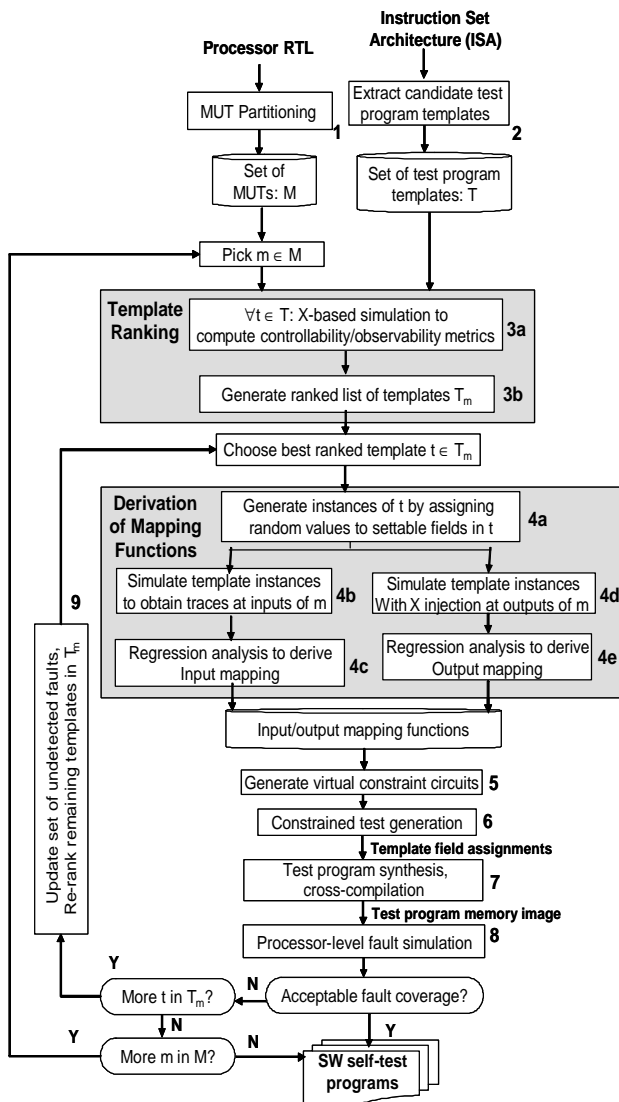 Instruction Set
Architecture (ISA)
Processor RTL
MUT Partitioning
1
Extract candidate test
program templates
2
Set of
MUTs: M
Set of test program
templates: T
Pick m ∈ M
Template
Ranking
∀t ∈ T: X-based simulation to
compute controllability/observability metrics
3a
Generate ranked list of templates Tm
3b
Choose best ranked template t ∈ Tm
Derivation
of Mapping
Functions
Generate instances of t by assigning
random values to settable fields in t
4a
Simulate template instances
to obtain traces at inputs of m
4b
Simulate template instances
With X injection at outputs of m
4d
Regression analysis to derive
Input mapping
4c
Regression analysis to derive
Output mapping
4e
9
Update set of undetected faults,
Re-rank remaining templates in Tm
Input/output mapping functions
Generate virtual constraint circuits
5
Constrained test generation
6
Template field assignments
Test program synthesis,
cross-compilation
7
Test program memory image
Processor-level fault simulation
8
Y
More t in Tm?
N
Acceptable fault coverage?
N
Y
Y
More m in M?
N
SW self-test
programs